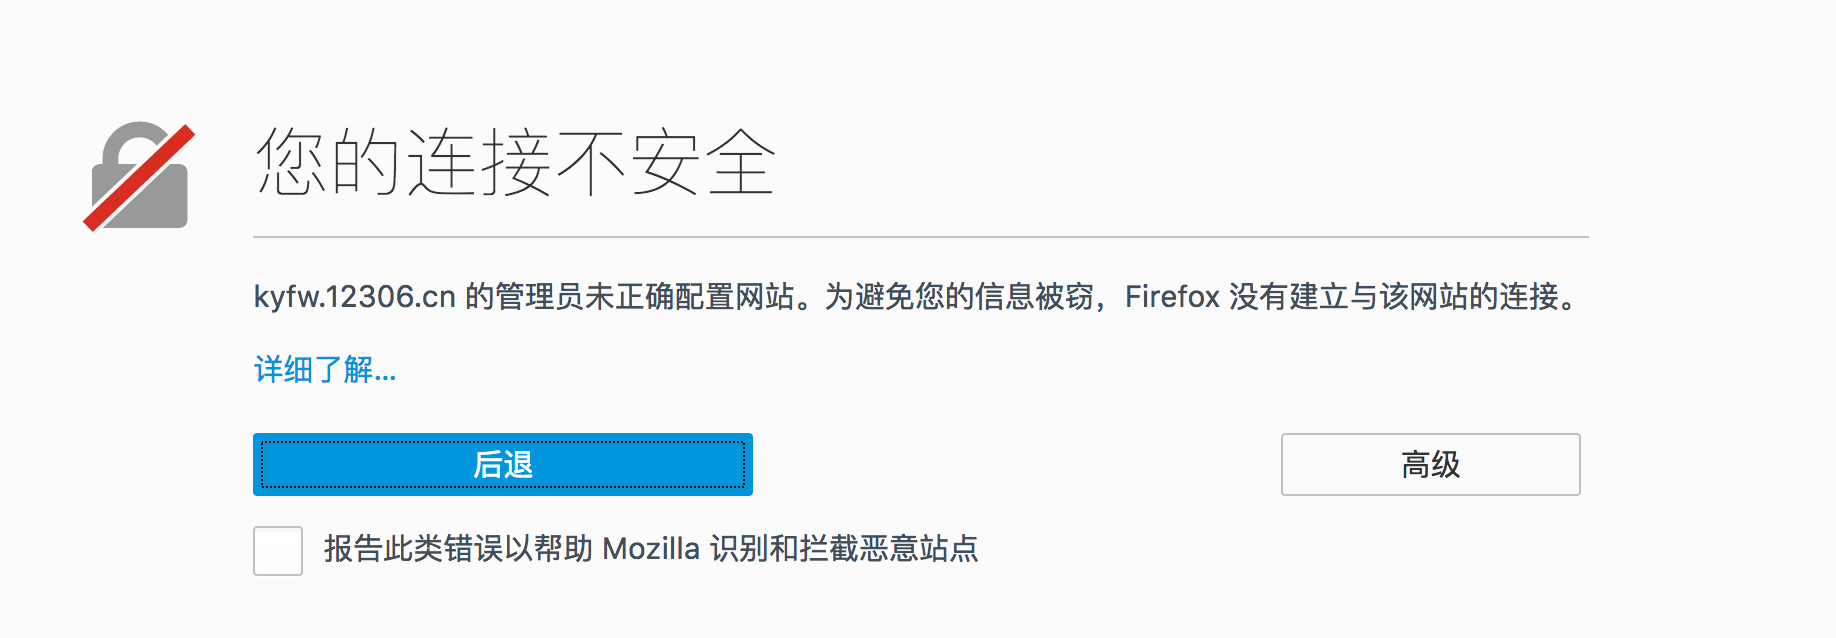 您的连接不安全
kyfw.12306.cn 的管理员未正确配置网站。为避免您的信息被窃，Firefox 没有建立与该网站的连接。
详细了解...
后退
高级
报告此类错误以帮助 Mozilla 识别和拦截恶意站点